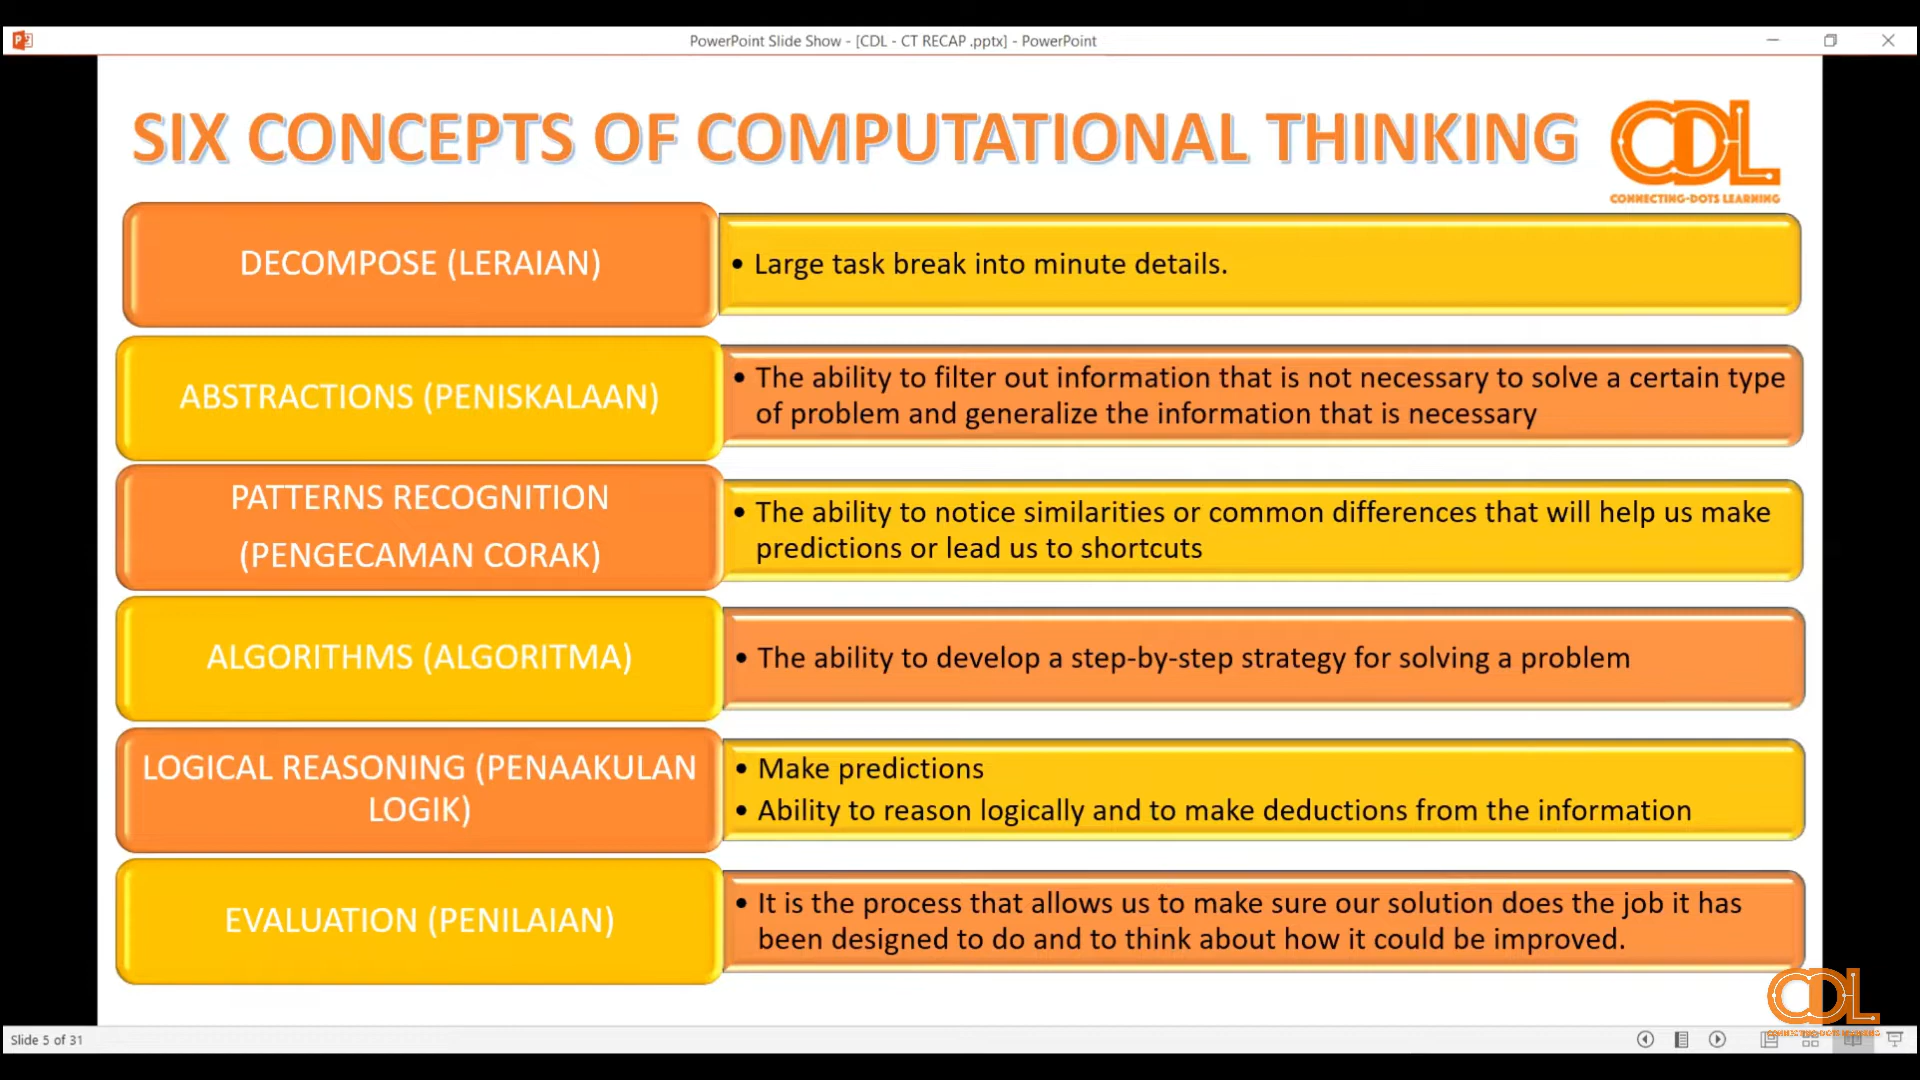 PowerPoint Slide Show - [CDL - CT RECAP .pptx] - PowerPoint
SIX CONCEPTS OF COMPUTATIONAL THINKING
CDL
CONNECTING-DOTS LEARNING
DECOMPOSE (LERAIAN)
• Large task break into minute details.
ABSTRACTIONS (PENISKALAAN)
• The ability to filter out information that is not necessary to solve a certain type
of problem and generalize the information that is necessary
PATTERNS RECOGNITION
(PENGECAMAN CORAK)
• The ability to notice similarities or common differences that will help us make
predictions or lead us to shortcuts
ALGORITHMS (ALGORITMA)
• The ability to develop a step-by-step strategy for solving a problem
LOGICAL REASONING (PENAAKULAN
LOGIK)
• Make predictions
• Ability to reason logically and to make deductions from the information
EVALUATION (PENILAIAN)
• It is the process that allows us to make sure our solution does the job it has
been designed to do and to think about how it could be improved.
CDL
CONNECTING-DOTS LEARNING
Slide 5 of 31